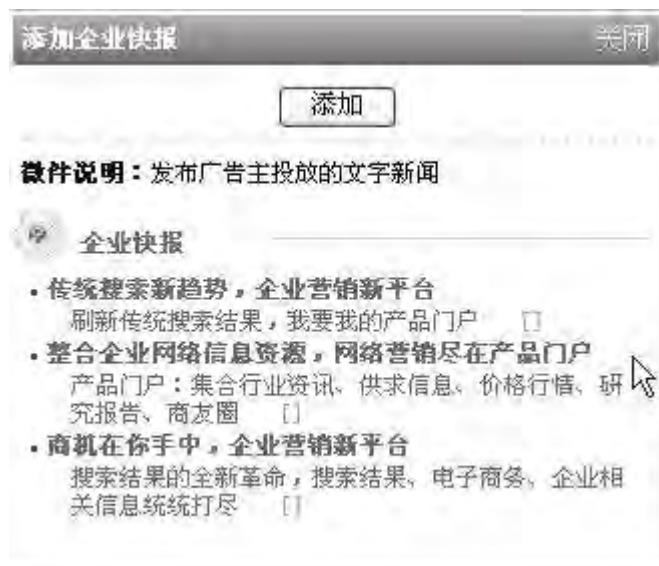 添加企业快报 关闭
添加
微件说明：发布广告主投放的文字新闻
企业快报
• 传统搜索新趋势，企业营销新平台
刷新传统搜索结果，我要我的产品门户 []
• 整合企业网络信息资源，网络营销尽在产品门户
产品门户：集合行业资讯、供求信息、价格行情、研
究报告、商友圈 []
• 商机在你手中，企业营销新平台
搜索结果的全新革命，搜索结果、电子商务、企业相
关信息统统打尽 []